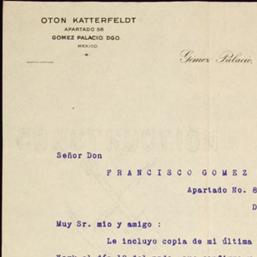 OTON KATTERFELDT
APARTADO 58
GOMEZ PALACIO, DGO.
MEXICO.
Gomez Palacio,
Señor Don
FRANCISCO GOMEZ
Apartado No. 8
D
Muy Sr. mio y amigo :
Le incluyo copia de mi última